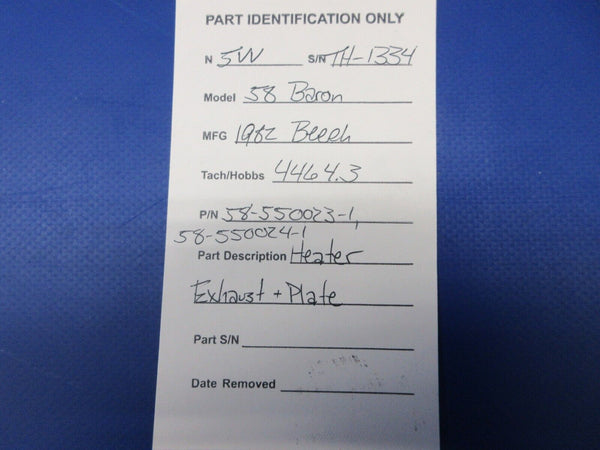 PART IDENTIFICATION ONLY
N 5W S/N TH-1334
Model 58 Baron
MFG 1982 Beech
Tach/Hobbs 4464.3
P/N 58-550023-1,
58-550024-1
Part Description Heater
Exhaust + Plate
Part S/N
Date Removed